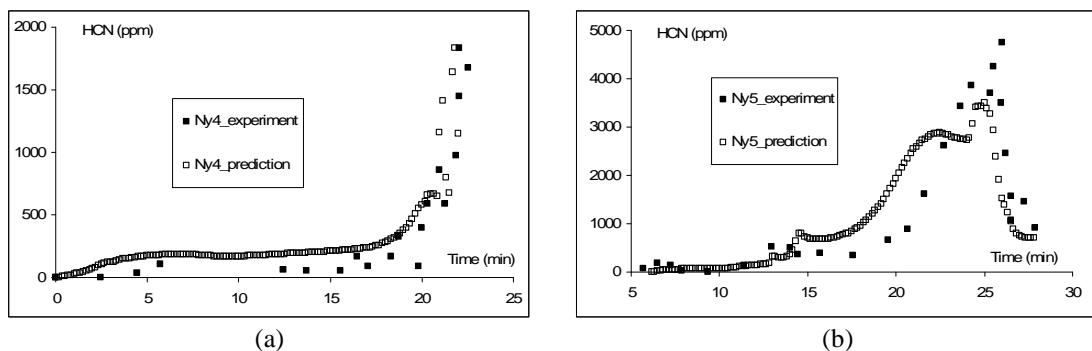 HCN (ppm)
2000
1500
1000
500
0
Ny4_experiment
Ny4_prediction
Time (min)
0 5 10 15 20 25
(a)
HCN (ppm)
5000
4000
3000
2000
1000
0
Ny5_experiment
Ny5_prediction
Time (min)
5 10 15 20 25 30
(b)